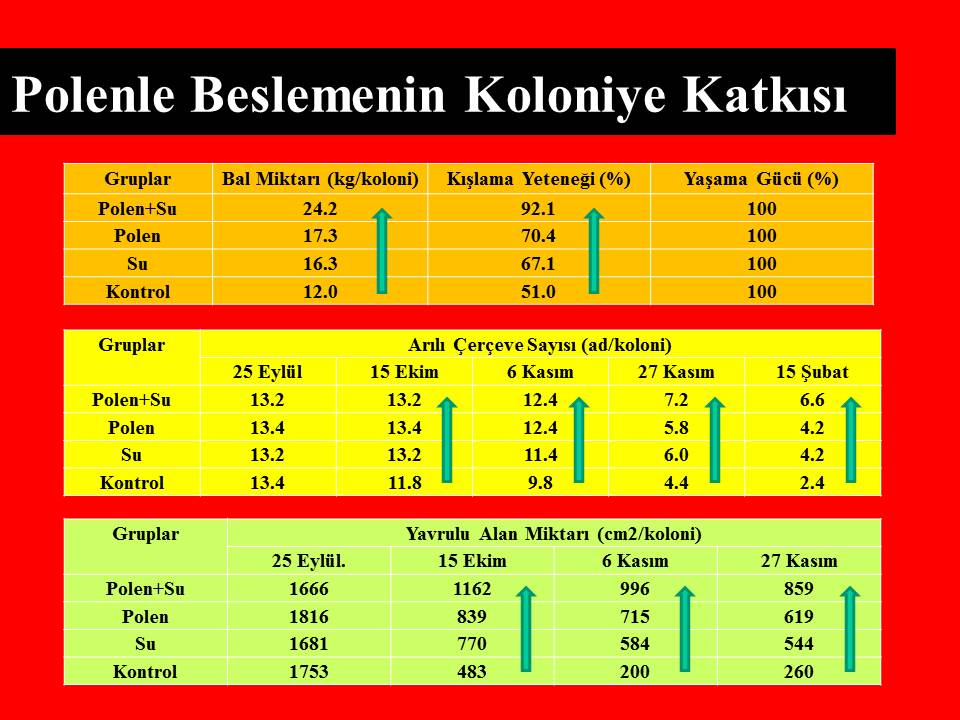 Polenle Beslemenin Koloniye Katkısı
Gruplar Bal Miktarı (kg/koloni) Kışlama Yeteneği (%) Yaşama Gücü (%)
Polen+Su 24.2 92.1 100
Polen 17.3 70.4 100
Su 16.3 67.1 100
Kontrol 12.0 51.0 100
Gruplar Arılı Çerçeve Sayısı (ad/koloni)
25 Eylül 15 Ekim 6 Kasım 27 Kasım 15 Şubat
Polen+Su 13.2 13.2 12.4 7.2 6.6
Polen 13.4 13.4 12.4 5.8 4.2
Su 13.2 13.2 11.4 6.0 4.2
Kontrol 13.4 11.8 9.8 4.4 2.4
Gruplar Yavrulu Alan Miktarı (cm2/koloni)
25 Eylül. 15 Ekim 6 Kasım 27 Kasım
Polen+Su 1666 1162 996 859
Polen 1816 839 715 619
Su 1681 770 584 544
Kontrol 1753 483 200 260